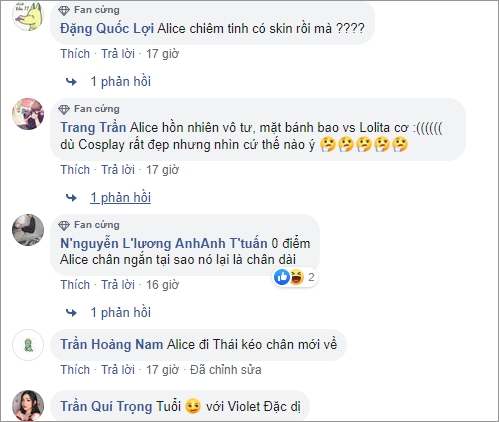 Fan cứng
Đặng Quốc Lợi Alice chiêm tinh có skin rồi mà ????
Thích · Trả lời · 17 giờ
1 phản hồi
Fan cứng
Trang Trần Alice hồn nhiên vô tư, mặt bánh bao vs Lolita cơ :((((((
dù Cosplay rất đẹp nhưng nhìn cứ thế nào ý 🤔🤔🤔🤔🤔
Thích · Trả lời · 17 giờ
1 phản hồi
Fan cứng
N'nguyễn L'lương AnhAnh T'tuấn 0 điểm
Alice chân ngắn tại sao nó lại là chân dài
2
Thích · Trả lời · 16 giờ
1 phản hồi
Trần Hoảng Nam Alice đi Thái kéo chân mới về
Thích · Trả lời · 17 giờ · Đã chỉnh sửa
Trần Quí Trọng Tuổi 😏 với Violet Đặc dị